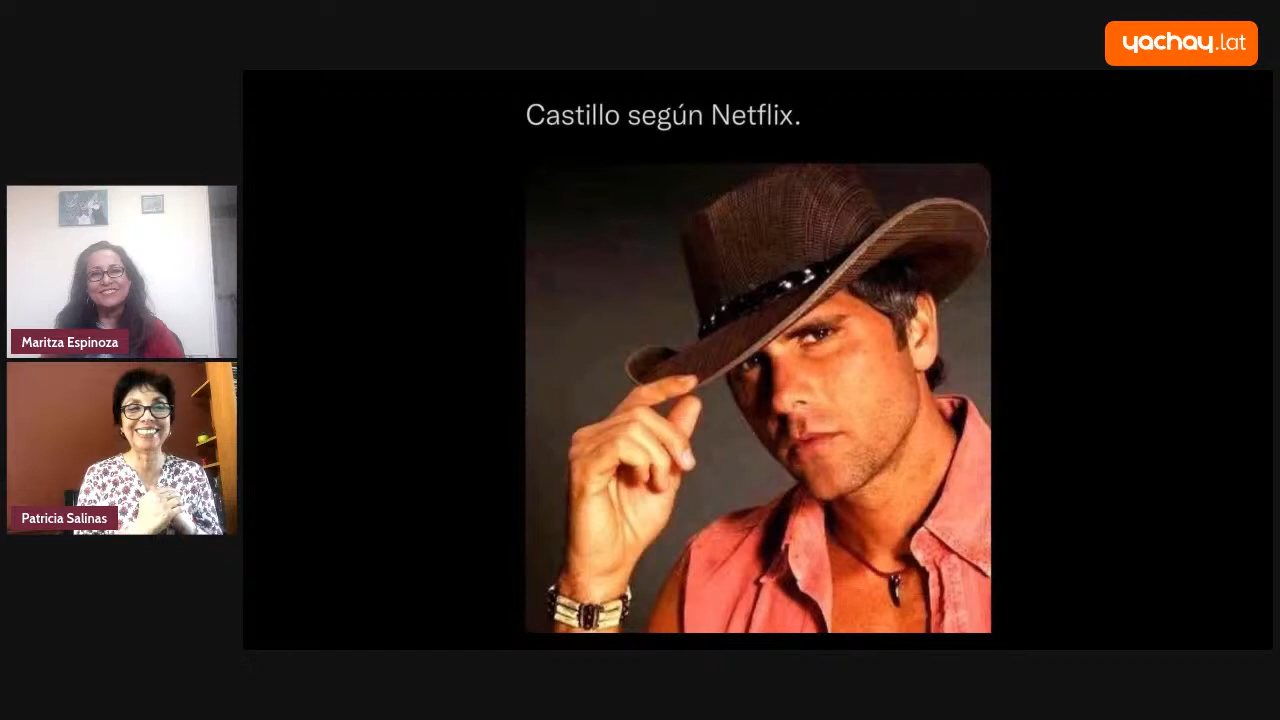 yachay.lat
Castillo según Netflix.
Maritza Espinoza
Patricia Salinas